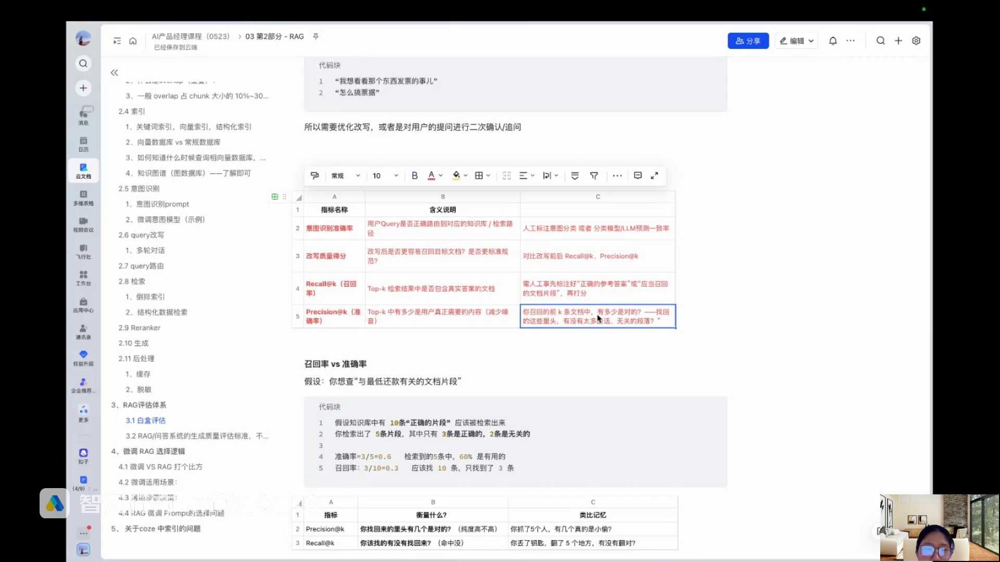 AI产品经理课程（0523） > 03 第2部分 - RAG
已经保存到云端
分享
编辑
499
消息
日历
云文档
多维表格
视频会议
飞行社
工作台
应用中心
通讯录
权益升级
企业推荐...
更多
扣子
(4/9)
3、一般 overlap 占 chunk 大小的 10%~30...
2.4 索引
1、关键词索引，向量索引，结构化索引
2、向量数据库 vs 常规数据库
3、如何知道什么时候查询相向量数据库，...
4、知识图谱（图数据库）——了解即可
2.5 意图识别
1、意图识别prompt
2、微调意图模型（示例）
2.6 query改写
1、多轮对话
2.7 query路由
2.8 检索
1、倒排索引
2、结构化数据检索
2.9 Reranker
2.10 生成
2.11 后处理
1、缓存
2、脱敏
3、RAG评估体系
3.1 白盒评估
3.2 RAG/问答系统的生成质量评估标准，不...
4、微调 RAG 选择逻辑
4.1 微调 VS RAG 打个比方
4.2 微调适用场景：
4.4 RAG 微调 Prompt的选择问题
5、 关于coze 中索引的问题
代码块
1 “我想看看那个东西发票的事儿”
2 “怎么搞票据”
所以需要优化改写，或者是对用户的提问进行二次确认/追问
常规 10 B A
A B C
1 指标名称 含义说明
2 意图识别准确率 用户Query是否正确路由到对应的知识库 / 检索路径 人工标注意图分类 或者 分类模型/LLM预测一致率
3 改写质量得分 改写后是否更容易召回目标文档？是否更标准规范？ 对比改写前后 Recall@k、Precision@k
4 Recall@k（召回率） Top-k 检索结果中是否包含真实答案的文档 需人工事先标注好“正确的参考答案”或“应当召回的文档片段”，再打分
5 Precision@k（准确率） Top-k 中有多少是用户真正需要的内容（减少噪音） 你召回的前 k 条文档中，有多少是对的？——找回的这些里头，有没有太多 话、无关的段落？”
召回率 vs 准确率
假设：你想查“与最低还款有关的文档片段”
代码块
1 假设知识库中有 10条“正确的片段” 应该被检索出来
2 你检索出了 5条片段，其中只有 3条是正确的，2条是无关的
3
4 准确率=3/5=0.6 检索到的5条中，60% 是有用的
5 召回率：3/10=0.3 应该找 10 条，只找到了 3 条
A B C
1 指标 衡量什么？ 类比记忆
2 Precision@k 你找回来的里头有几个是对的？（纯度高不高） 你抓了5个人，有几个真的是小偷？
3 Recall@k 你该找的有没有找回来？（命中没） 你丢了钥匙，翻了 5 个地方，有没有翻对？